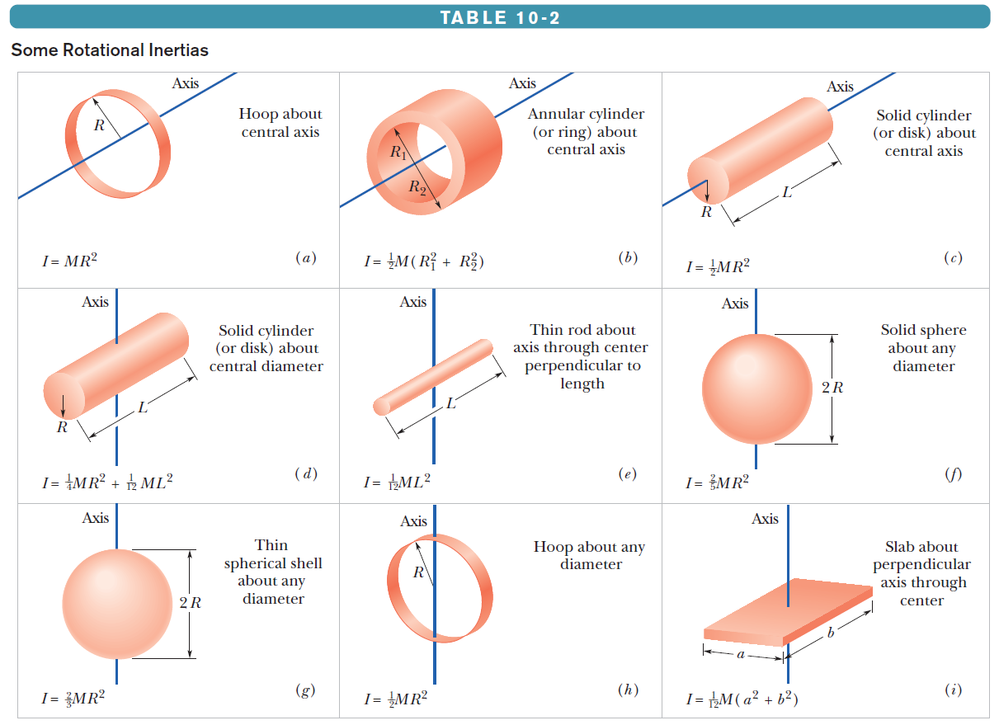 TABLE 10-2
Some Rotational Inertias
Axis
R
Hoop about
central axis
I = MR²
(a)
Axis
R₁
R₂
Annular cylinder
(or ring) about
central axis
I = ½M(R₁² + R₂²)
(b)
Axis
L
R
Solid cylinder
(or disk) about
central axis
I = ½MR²
(c)
Axis
L
R
Solid cylinder
(or disk) about
central diameter
I = ¼MR² + 1/12 ML²
(d)
Axis
L
Thin rod about
axis through center
perpendicular to
length
I = 1/12 ML²
(e)
Axis
2R
Solid sphere
about any
diameter
I = ⅖MR²
(f)
Axis
2R
Thin
spherical shell
about any
diameter
I = ⅔MR²
(g)
Axis
R
Hoop about any
diameter
I = ½MR²
(h)
Axis
b
a
Slab about
perpendicular
axis through
center
I = 1/12 M(a² + b²)
(i)